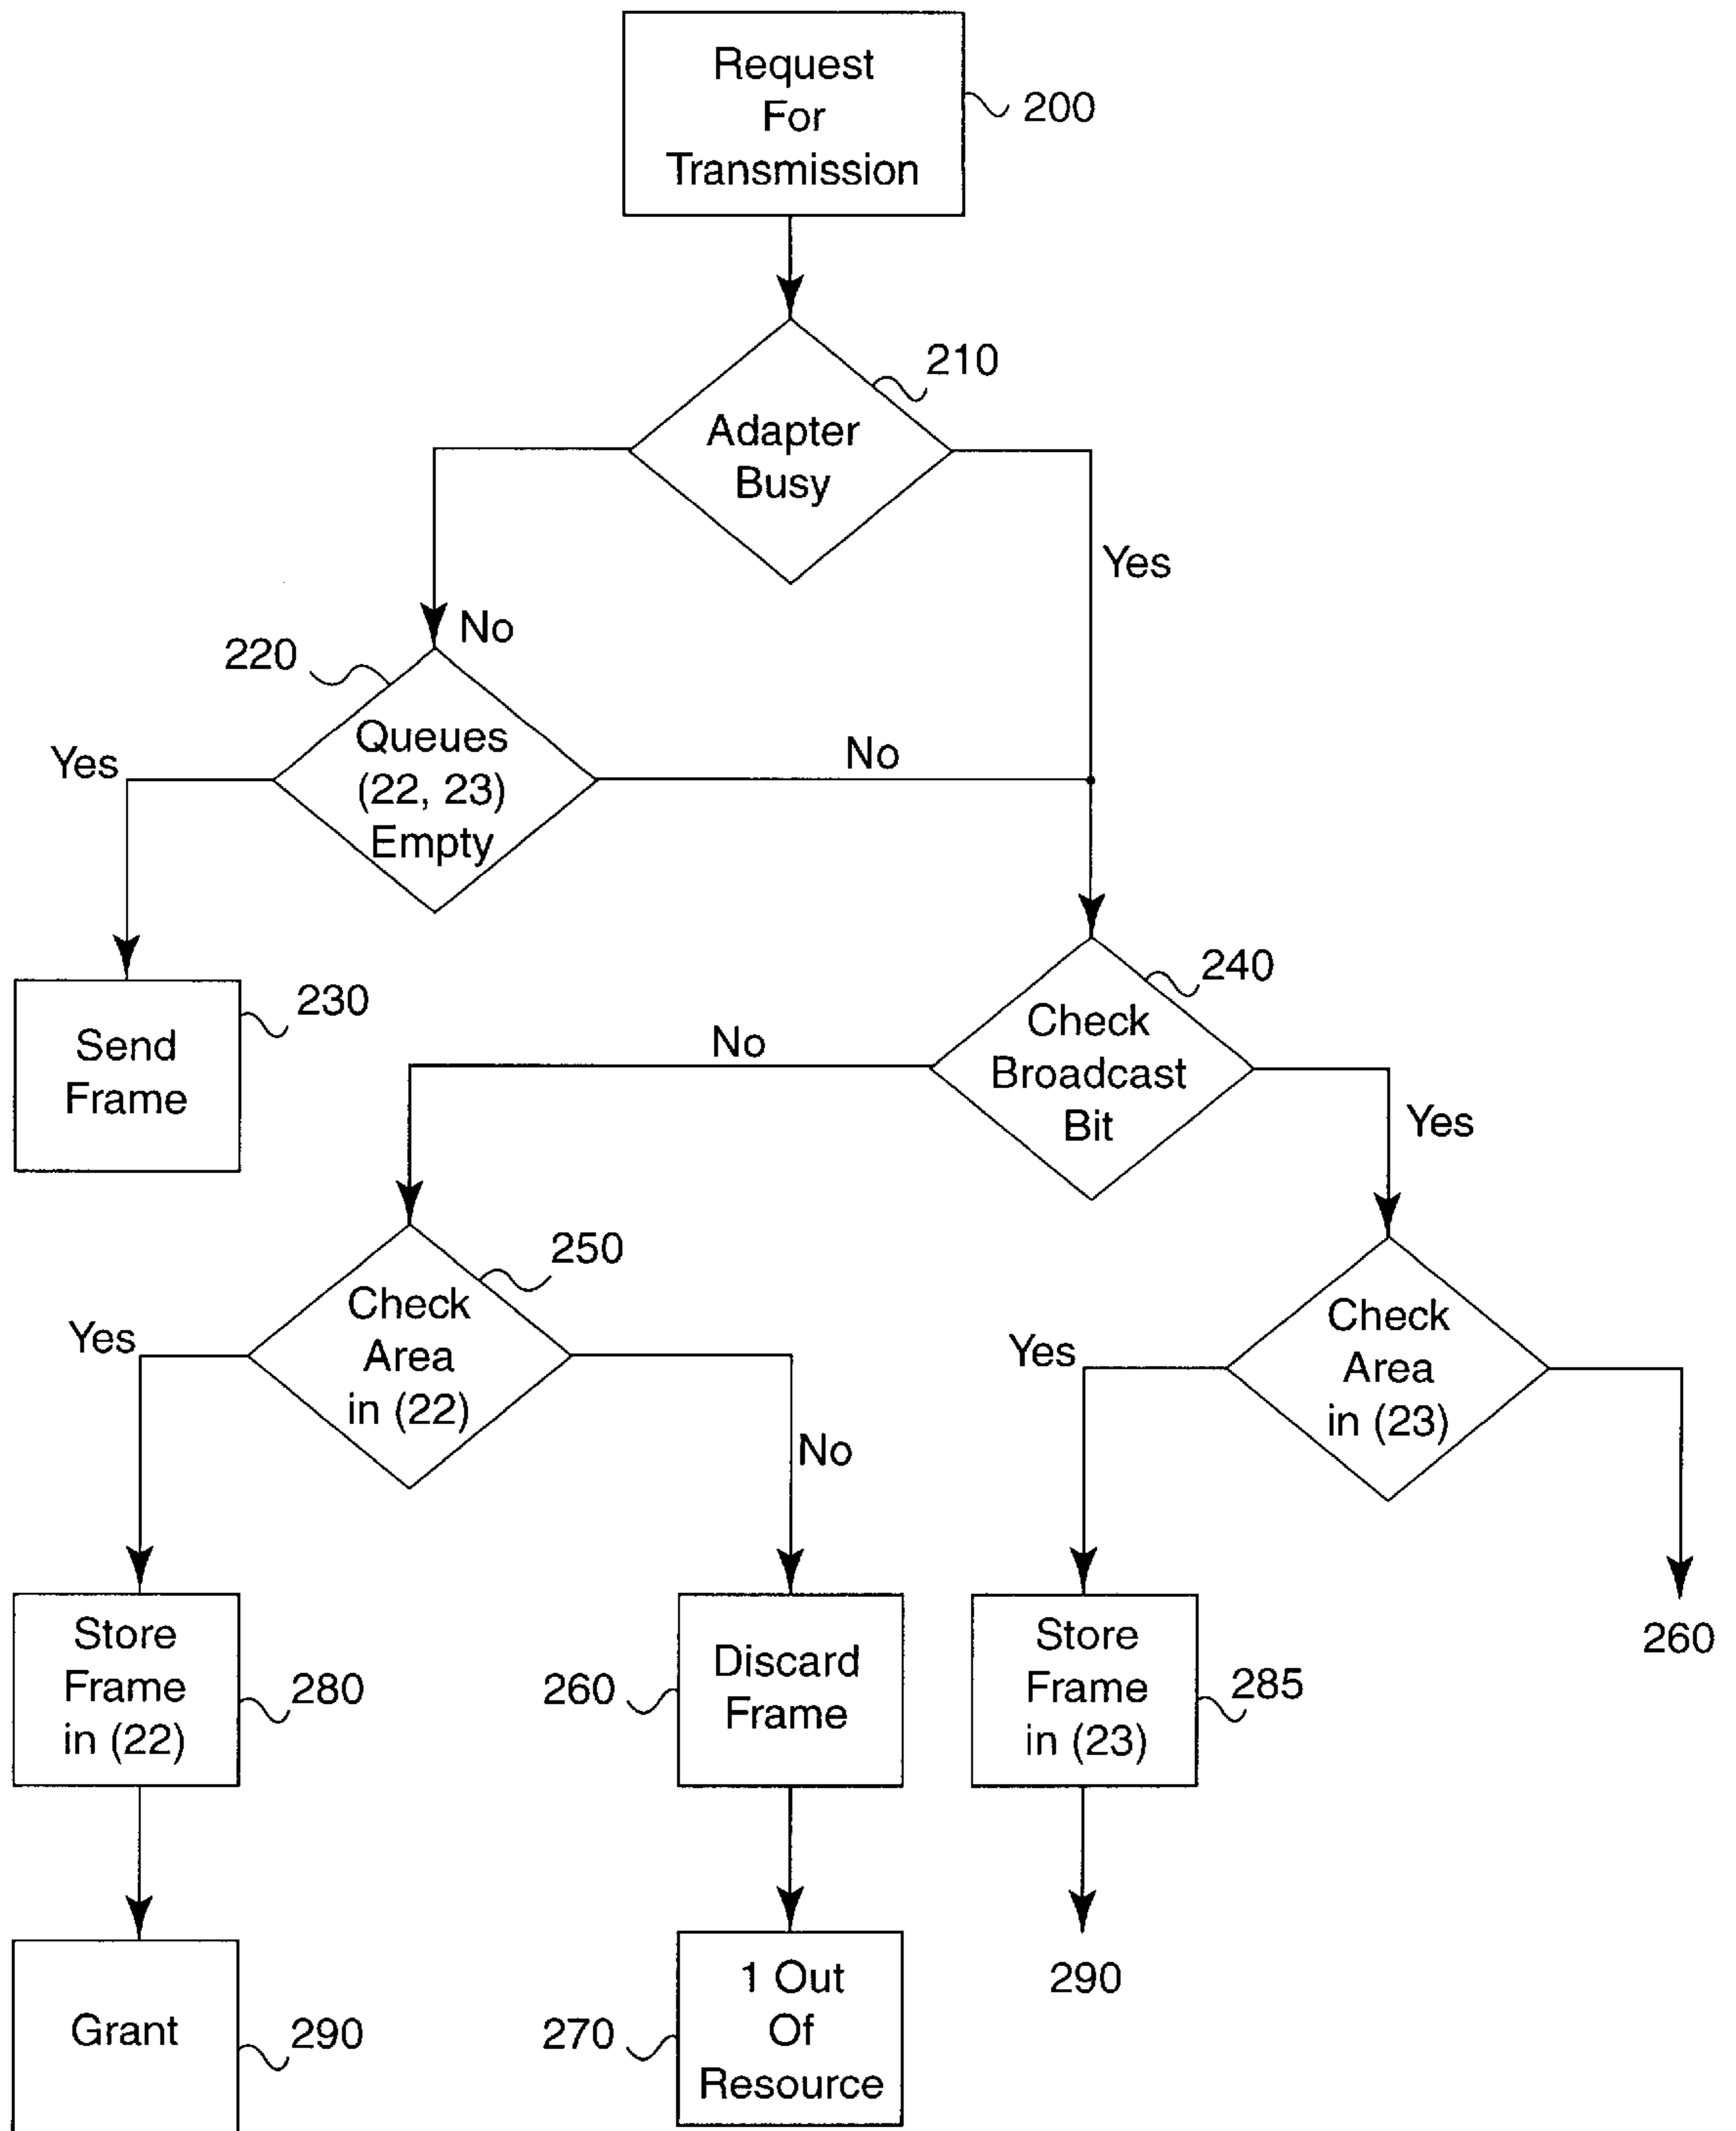 Request
For
Transmission
200
210
Adapter
Busy
Yes
No
220
Queues
(22, 23)
Empty
Yes
No
230
Send
Frame
240
Check
Broadcast
Bit
No
Yes
250
Check
Area
in (22)
Yes
No
Check
Area
in (23)
Yes
260
Store
Frame
in (22)
280
260
Discard
Frame
Store
Frame
in (23)
285
290
Grant
290
270
1 Out
Of
Resource